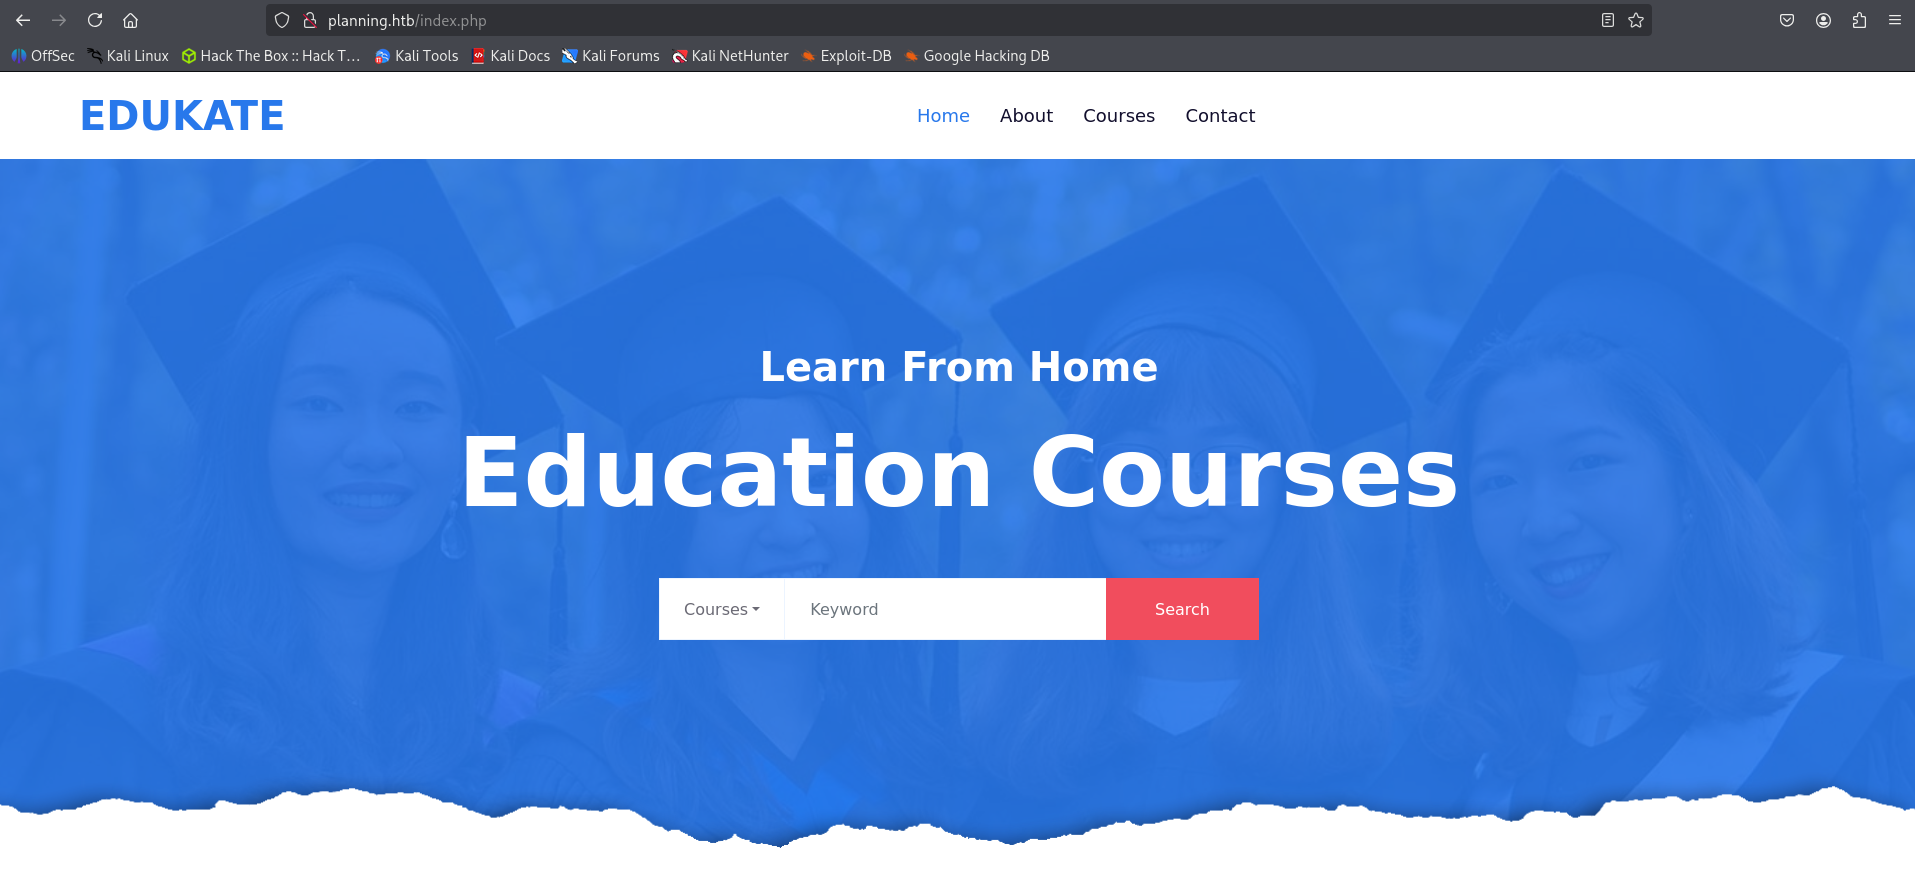 planning.htb/index.php
OffSec Kali Linux Hack The Box :: Hack T... Kali Tools Kali Docs Kali Forums Kali NetHunter Exploit-DB Google Hacking DB
EDUKATE Home About Courses Contact
Learn From Home
Education Courses
Courses Keyword Search